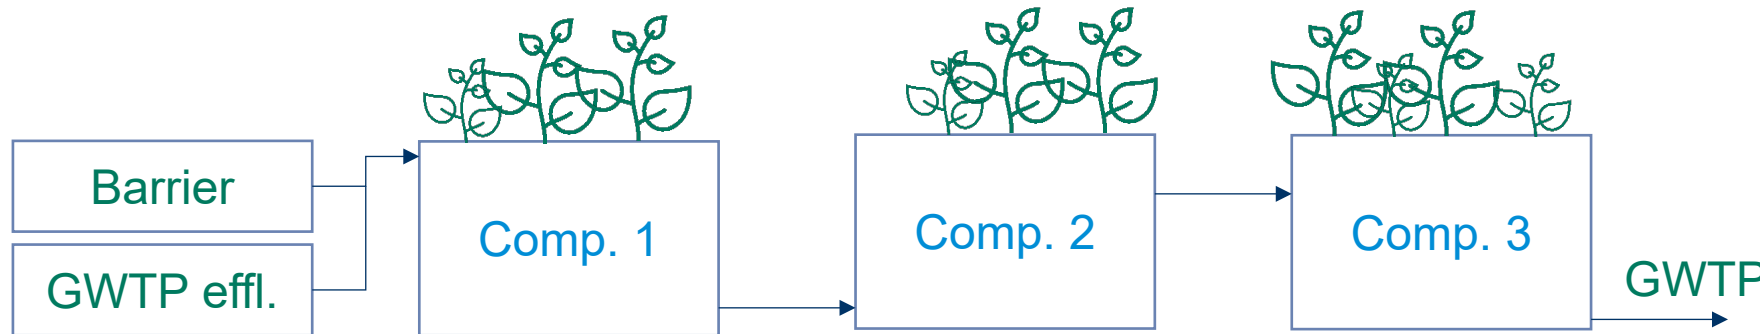 Barrier
GWTP effl.
Comp. 1
Comp. 2
Comp. 3
GWTP